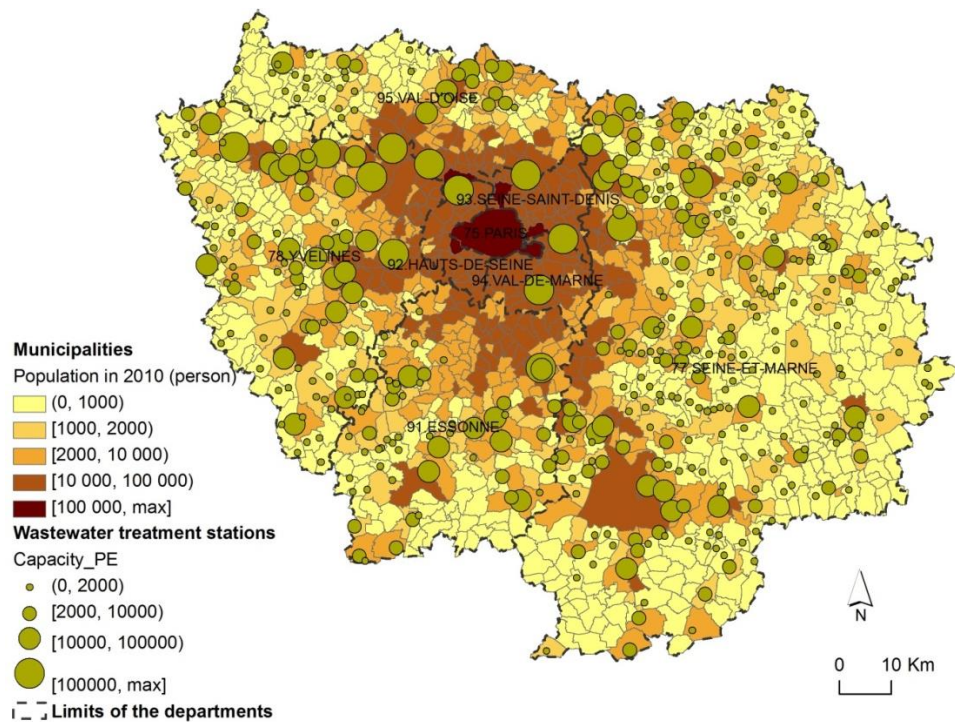 95.VAL-D'OISE
93.SEINE-SAINT-DENIS
75.PARIS
78.YVELINES
92.HAUTS-DE-SEINE
94.VAL-DE-MARNE
77.SEINE-ET-MARNE
91.ESSONNE
Municipalities
Population in 2010 (person)
(0, 1000)
[1000, 2000)
[2000, 10 000)
[10 000, 100 000)
[100 000, max]
Wastewater treatment stations
Capacity_PE
(0, 2000)
[2000, 10000)
[10000, 100000)
[100000, max]
Limits of the departments
N
0 10 Km